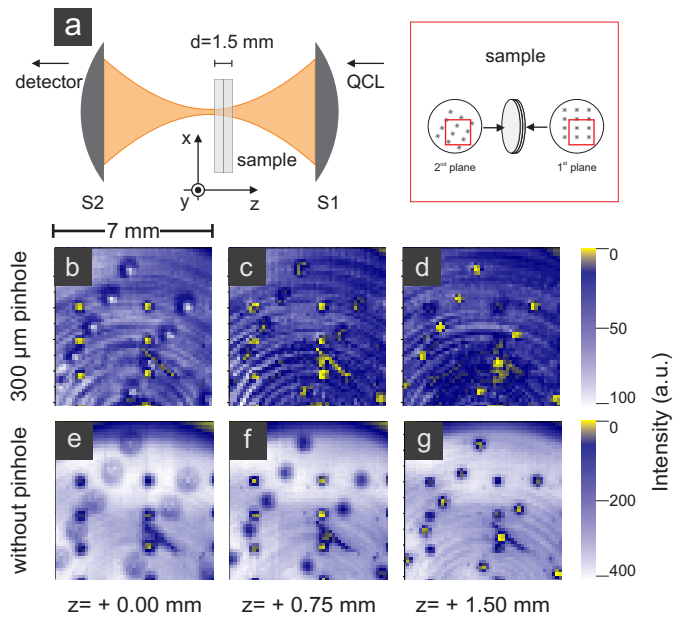 a
d=1.5 mm
detector
QCL
x
sample
S2
y
z
S1
sample
2nd plane
1st plane
7 mm
300 µm pinhole
b
c
d
0
−50
−100
without pinhole
e
f
g
0
−200
−400
Intensity (a.u.)
z= + 0.00 mm
z= + 0.75 mm
z= + 1.50 mm